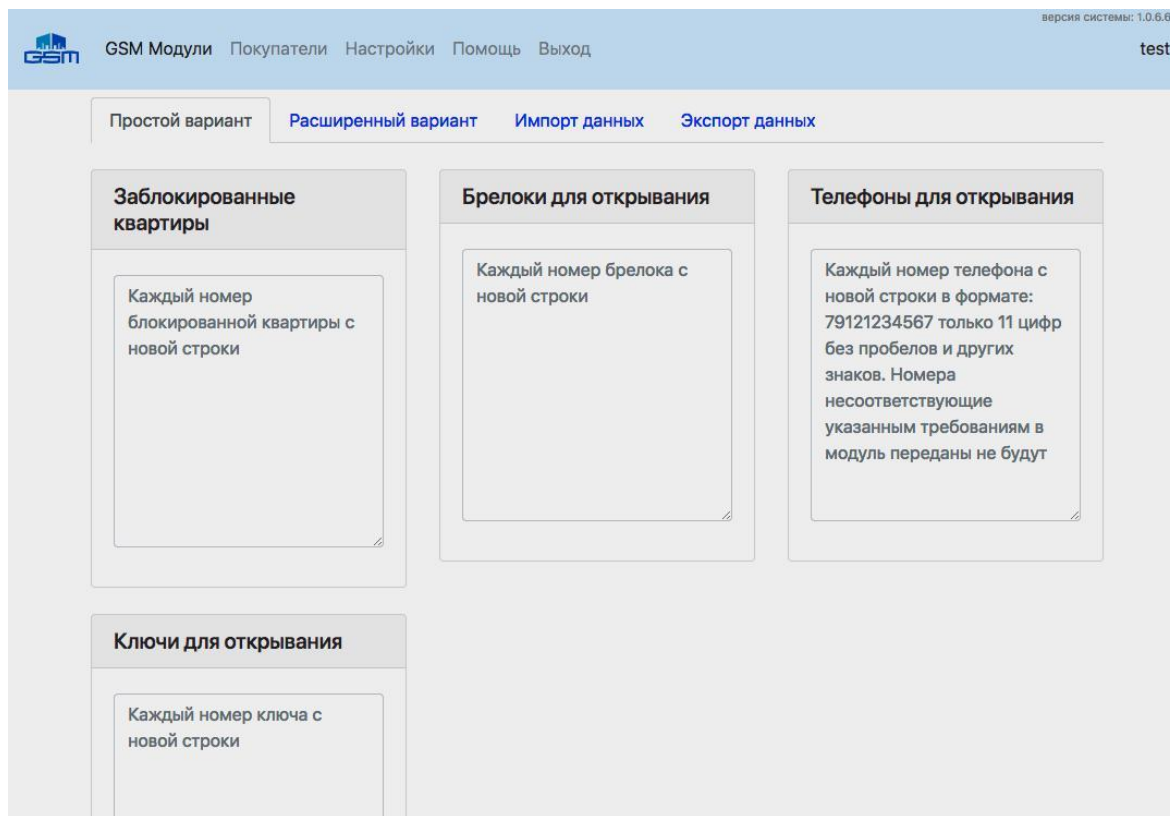 версия системы: 1.0.6.6
GSM
GSM Модули Покупатели Настройки Помощь Выход
test
Простой вариант Расширенный вариант Импорт данных Экспорт данных
Заблокированные
квартиры
Каждый номер
блокированной квартиры с
новой строки
Брелоки для открывания
Каждый номер брелока с
новой строки
Телефоны для открывания
Каждый номер телефона с
новой строки в формате:
79121234567 только 11 цифр
без пробелов и других
знаков. Номера
несоответствующие
указанным требованиям в
модуль переданы не будут
Ключи для открывания
Каждый номер ключа с
новой строки